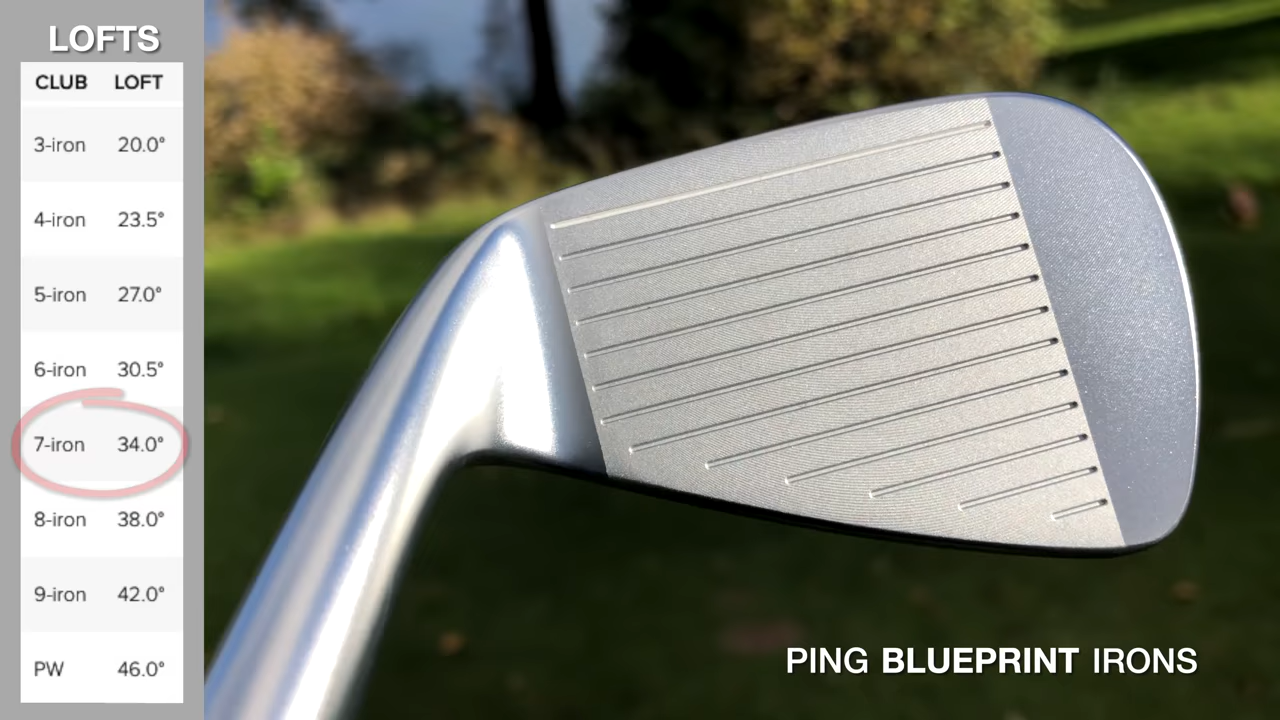 LOFTS
CLUB LOFT
3-iron 20.0°
4-iron 23.5°
5-iron 27.0°
6-iron 30.5°
7-iron 34.0°
8-iron 38.0°
9-iron 42.0°
PW 46.0°
PING BLUEPRINT IRONS